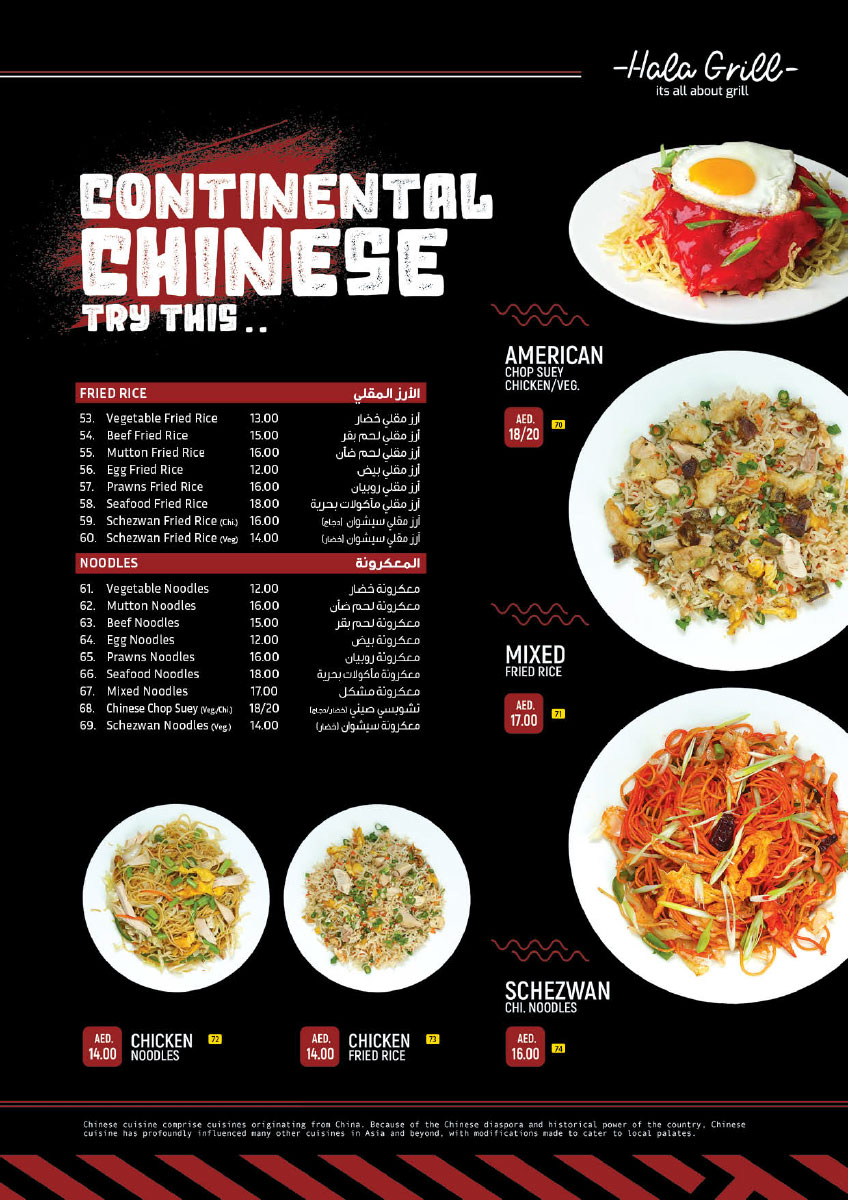 -Hala Grill-
its all about grill
CONTINENTAL
CHINESE
TRY THIS..
FRIED RICE الأرز المقلي
53. Vegetable Fried Rice 13.00 أرز مقلي خضار
54. Beef Fried Rice 15.00 أرز مقلي لحم بقر
55. Mutton Fried Rice 16.00 أرز مقلي لحم ضأن
56. Egg Fried Rice 12.00 أرز مقلي بيض
57. Prawns Fried Rice 16.00 أرز مقلي روبيان
58. Seafood Fried Rice 18.00 أرز مقلي مأكولات بحرية
59. Schezwan Fried Rice (Chi.) 16.00 أرز مقلي سيشوان (دجاج)
60. Schezwan Fried Rice (Veg) 14.00 أرز مقلي سيشوان (خضار)
NOODLES المعكرونة
61. Vegetable Noodles 12.00 معكرونة خضار
62. Mutton Noodles 16.00 معكرونة لحم ضأن
63. Beef Noodles 15.00 معكرونة لحم بقر
64. Egg Noodles 12.00 معكرونة بيض
65. Prawns Noodles 16.00 معكرونة روبيان
66. Seafood Noodles 18.00 معكرونة مأكولات بحرية
67. Mixed Noodles 17.00 معكرونة مشكل
68. Chinese Chop Suey (Veg./Chi.) 18/20 تشوبسي صيني (خضار/دجاج)
69. Schezwan Noodles (Veg.) 14.00 معكرونة سيشوان (خضار)
AMERICAN
CHOP SUEY
CHICKEN/VEG.
AED.
18/20 70
MIXED
FRIED RICE
AED.
17.00 71
SCHEZWAN
CHI. NOODLES
AED.
16.00 74
AED.
14.00
CHICKEN 72
NOODLES
AED.
14.00
CHICKEN 73
FRIED RICE
Chinese cuisine comprise cuisines originating from China. Because of the Chinese diaspora and historical power of the country, Chinese
cuisine has profoundly influenced many other cuisines in Asia and beyond, with modifications made to cater to local palates.